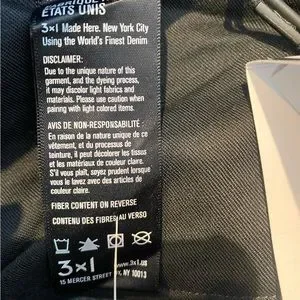 ÉTATS UNIS
3×1 Made Here. New York City
Using the World's Finest Denim
DISCLAIMER:
Due to the unique nature of this
garment, and the dyeing process,
it may discolor light fabrics and
materials. Please use caution when
pairing with light colored items.
AVIS DE NON-RESPONSABILITÉ:
En raison de la nature unique de ce
vêtement, et du processus de
teinture, il peut décolorer les tissus
et les matériaux de couleur claire.
S'il vous plaît, soyez prudent lorsque
vous le lavez avec des articles de
couleur claire.
FIBER CONTENT ON REVERSE
CONTENU DES FIBRES AU VERSO
3×1
www.3x1.us
15 MERCER STREET
NY, NY 10013